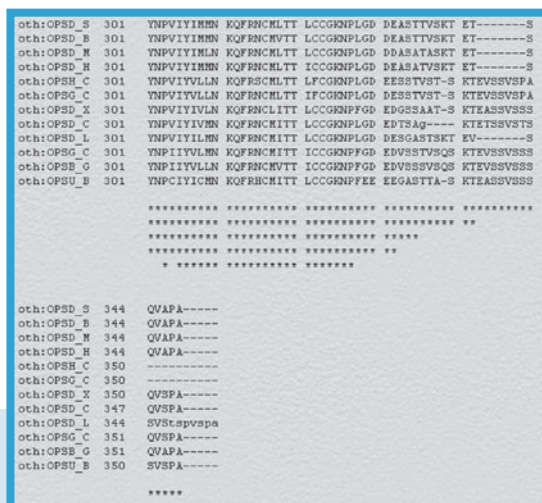 oth:OPSD_S 301 YNPVIYIMMN KQFRNCMLTT LCCGKNPLGD DEASTTVSKT ET-------S
oth:OPSD_B 301 YNPVIYIMMN KQFRNCMVTT LCCGKNPLGD DEASTTVSKT ET-------S
oth:OPSD_M 301 YNPVIYIMLN KQFRNCMLTT LCCGKNPLGD DDASATASKT ET-------S
oth:OPSD_H 301 YNPVIYIMMN KQFRNCMLTT ICCGKNPLGD DEASATVSKT ET-------S
oth:OPSH_C 301 YNPVIYVLLN KQFRSCMLTT LFCGKNPLGD EESSTVST-S KTEVSSVSPA
oth:OPSG_C 301 YNPVIYVLLN KQFRNCMLTT IFCGKNPLGD DESSTVST-S KTEVSSVSPA
oth:OPSD_X 301 YNPVIYIVLN KQFRNCLITT LCCGKNPFGD EDGSSAAT-S KTEASSVSSS
oth:OPSD_C 301 YNPVIYIVMN KQFRNCMLTT LCCGKNPLGD EDTSAg---- KTETSSVSTS
oth:OPSD_L 301 YNPVIYILMN KQFRNCMITT LCCGKNPLGD DESGASTSKT EV-------S
oth:OPSG_C 301 YNPIIYVLMN KQFRNCMITT ICCGKNPFGD EDVSSTVSQS KTEVSSVSSS
oth:OPSB_G 301 YNPIIYVLLN KQFRNCMVTT ICCGKNPFGD EDVSSSVSQS KTEVSSVSSS
oth:OPSU_B 301 YNPCIYICMN KQFRHCMITT LCCGKNPFEE EEGASTTA-S KTEASSVSSS
********** ********** ********** ********** **********
********** ********** ********** ********** **
********** ********** ********** *****
********** ********** ********** **
* ****** ********** *******
oth:OPSD_S 344 QVAPA-----
oth:OPSD_B 344 QVAPA-----
oth:OPSD_M 344 QVAPA-----
oth:OPSD_H 344 QVAPA-----
oth:OPSH_C 350 ----------
oth:OPSG_C 350 ----------
oth:OPSD_X 350 QVSPA-----
oth:OPSD_C 347 QVSPA-----
oth:OPSD_L 344 SVStspvspa
oth:OPSG_C 351 QVAPA-----
oth:OPSB_G 351 QVAPA-----
oth:OPSU_B 350 SVSPA-----
*****